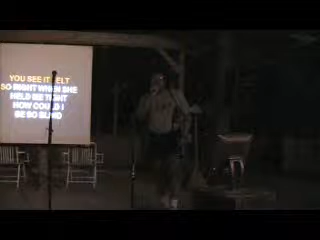 YOU SEE IT FELT
SO RIGHT WHEN SHE
HELD ME TIGHT
HOW COULD I
BE SO BLIND